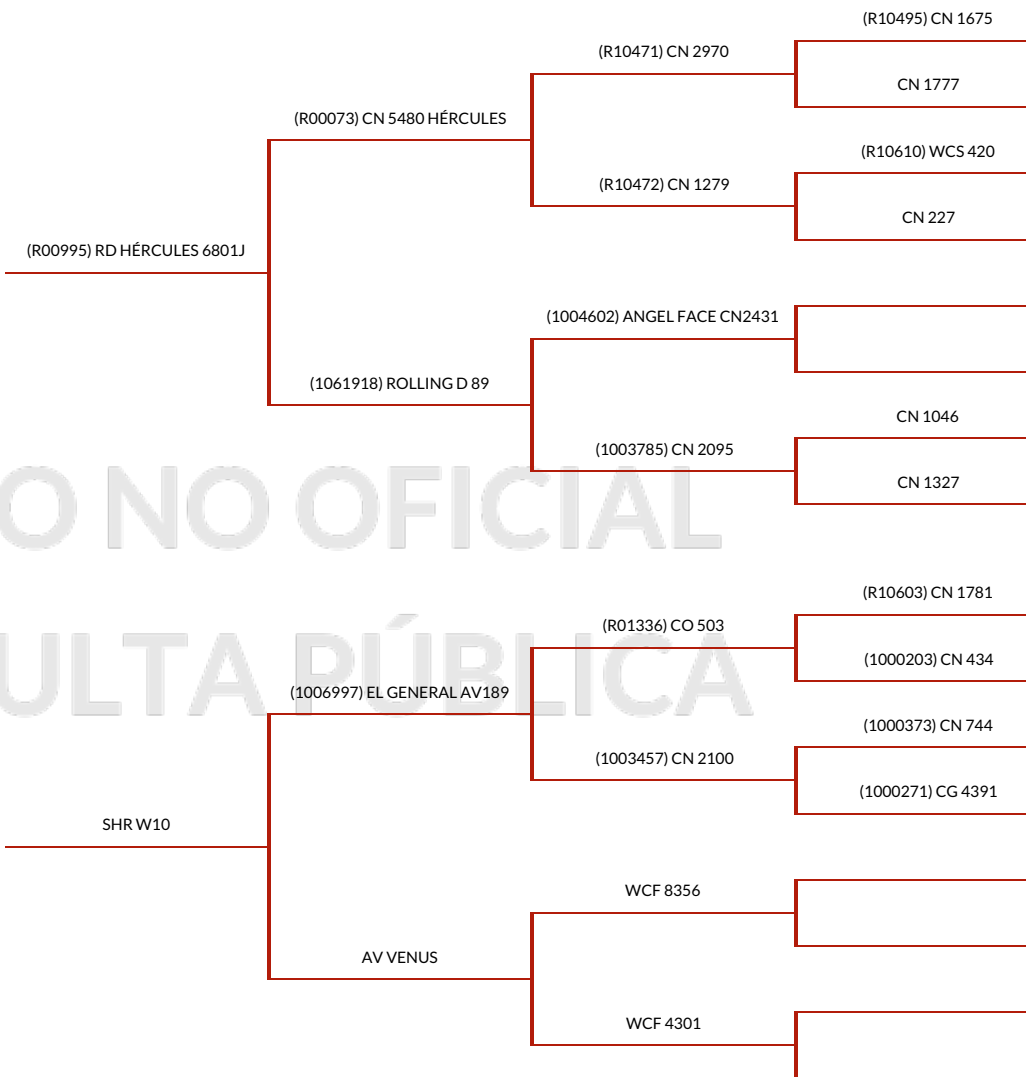 (R10495) CN 1675
(R10471) CN 2970
CN 1777
(R00073) CN 5480 HÉRCULES
(R10610) WCS 420
(R10472) CN 1279
CN 227
(R00995) RD HÉRCULES 6801J
(1004602) ANGEL FACE CN2431
(1061918) ROLLING D 89
CN 1046
(1003785) CN 2095
CN 1327
O NO OFICIAL
(R10603) CN 1781
(R01336) CO 503
(1000203) CN 434
ULTA PÚBLICA
(1006997) EL GENERAL AV189
(1000373) CN 744
(1003457) CN 2100
(1000271) CG 4391
SHR W10
WCF 8356
AV VENUS
WCF 4301